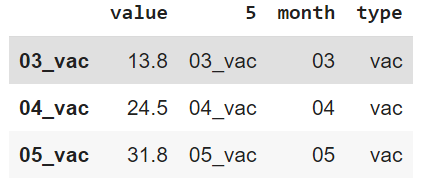 value 5 month type
03_vac 13.8 03_vac 03 vac
04_vac 24.5 04_vac 04 vac
05_vac 31.8 05_vac 05 vac